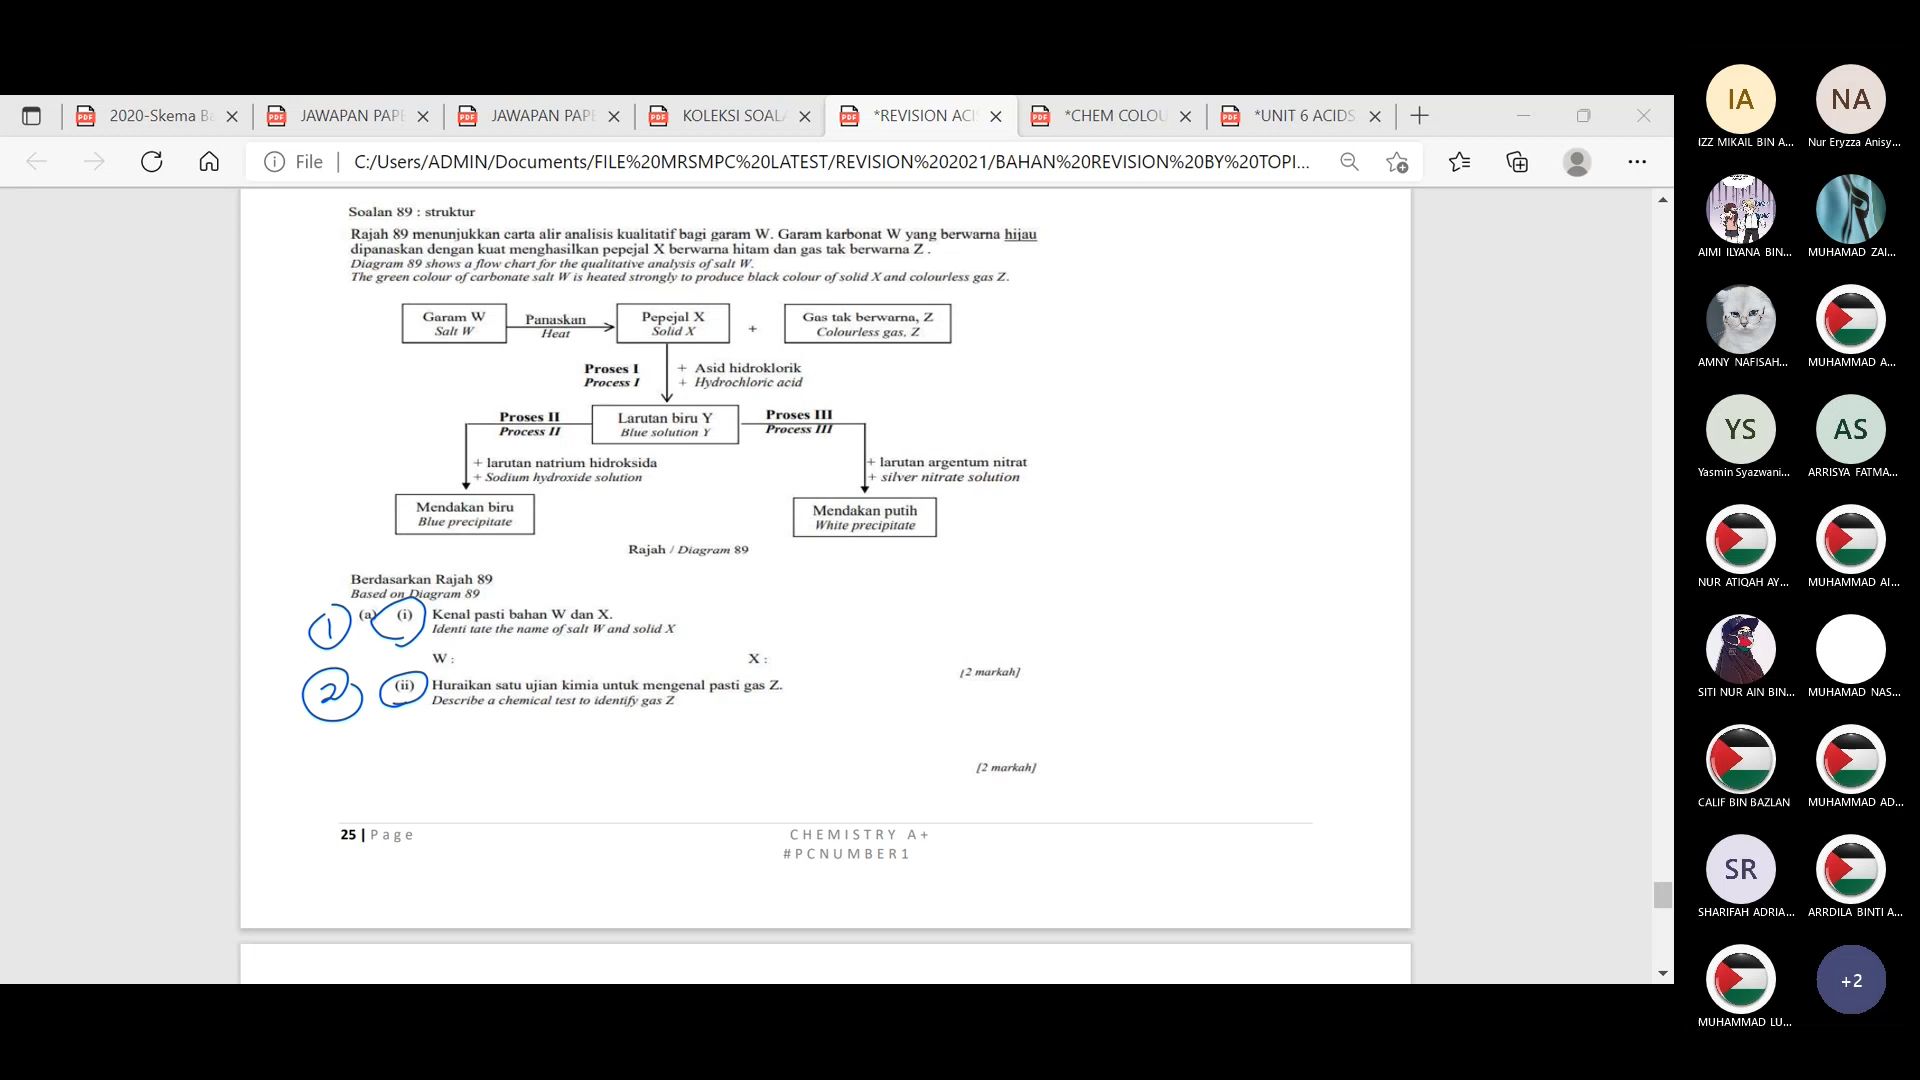 2020-Skema Ba
JAWAPAN PAPE
JAWAPAN PAPE
KOLEKSI SOALA
*REVISION ACI
*CHEM COLOU
*UNIT 6 ACIDS
File
C:/Users/ADMIN/Documents/FILE%20MRSMPC%20LATEST/REVISION%202021/BAHAN%20REVISION%20BY%20TOPI...
Soalan 89 : struktur
Rajah 89 menunjukkan carta alir analisis kualitatif bagi garam W. Garam karbonat W yang berwarna hijau
dipanaskan dengan kuat menghasilkan pepejal X berwarna hitam dan gas tak berwarna Z .
Diagram 89 shows a flow chart for the qualitative analysis of salt W.
The green colour of carbonate salt W is heated strongly to produce black colour of solid X and colourless gas Z.
Garam W
Salt W
Panaskan
Heat
Pepejal X
Solid X
+
Gas tak berwarna, Z
Colourless gas, Z
Proses I
Process I
+ Asid hidroklorik
+ Hydrochloric acid
Proses II
Process II
Larutan biru Y
Blue solution Y
Proses III
Process III
+ larutan natrium hidroksida
+ Sodium hydroxide solution
+ larutan argentum nitrat
+ silver nitrate solution
Mendakan biru
Blue precipitate
Mendakan putih
White precipitate
Rajah / Diagram 89
Berdasarkan Rajah 89
Based on Diagram 89
1 (a) (i) Kenal pasti bahan W dan X.
Identi tate the name of salt W and solid X
W : X :
[2 markah]
2 (ii) Huraikan satu ujian kimia untuk mengenal pasti gas Z.
Describe a chemical test to identify gas Z
[2 markah]
25 | Page
CHEMISTRY A+
#PCNUMBER1
IA
IZZ MIKAIL BIN A...
NA
Nur Eryzza Anisy...
AIMI ILYANA BIN...
MUHAMAD ZAI...
AMNY NAFISAH...
MUHAMMAD A...
YS
Yasmin Syazwani...
AS
ARRISYA FATMA...
NUR ATIQAH AY...
MUHAMMAD AI...
SITI NUR AIN BIN...
MUHAMAD NAS...
CALIF BIN BAZLAN
MUHAMMAD AD...
SR
SHARIFAH ADRIA...
ARRDILA BINTI A...
MUHAMMAD LU...
+2